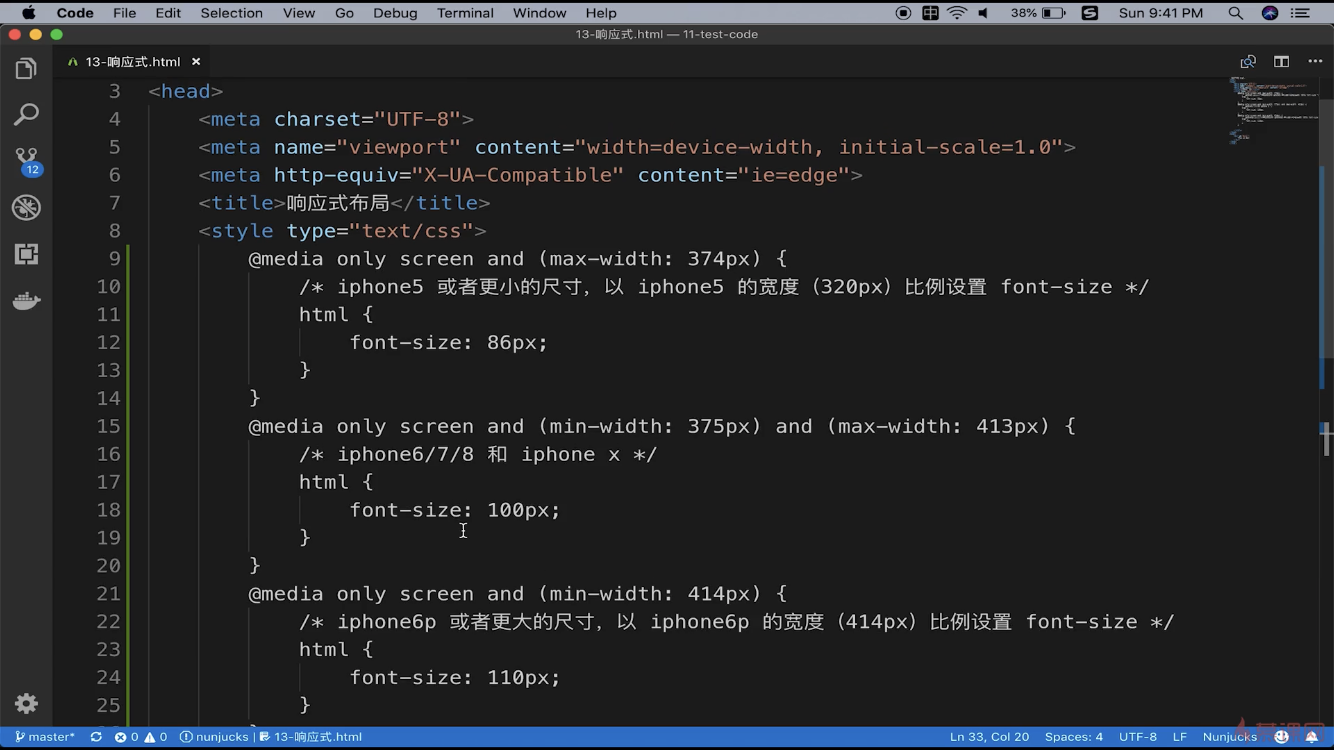 Code File Edit Selection View Go Debug Terminal Window Help 中 38% S Sun 9:41 PM
13-响应式.html — 11-test-code
13-响应式.html ×
3 <head>
4 <meta charset="UTF-8">
5 <meta name="viewport" content="width=device-width, initial-scale=1.0">
6 <meta http-equiv="X-UA-Compatible" content="ie=edge">
7 <title>响应式布局</title>
8 <style type="text/css">
9 @media only screen and (max-width: 374px) {
10 /* iphone5 或者更小的尺寸，以 iphone5 的宽度（320px）比例设置 font-size */
11 html {
12 font-size: 86px;
13 }
14 }
15 @media only screen and (min-width: 375px) and (max-width: 413px) {
16 /* iphone6/7/8 和 iphone x */
17 html {
18 font-size: 100px;
19 }
20 }
21 @media only screen and (min-width: 414px) {
22 /* iphone6p 或者更大的尺寸，以 iphone6p 的宽度（414px）比例设置 font-size */
23 html {
24 font-size: 110px;
25 }
12
master* 0 0 nunjucks | 13-响应式.html Ln 33, Col 20 Spaces: 4 UTF-8 LF Nunjucks
慕课网